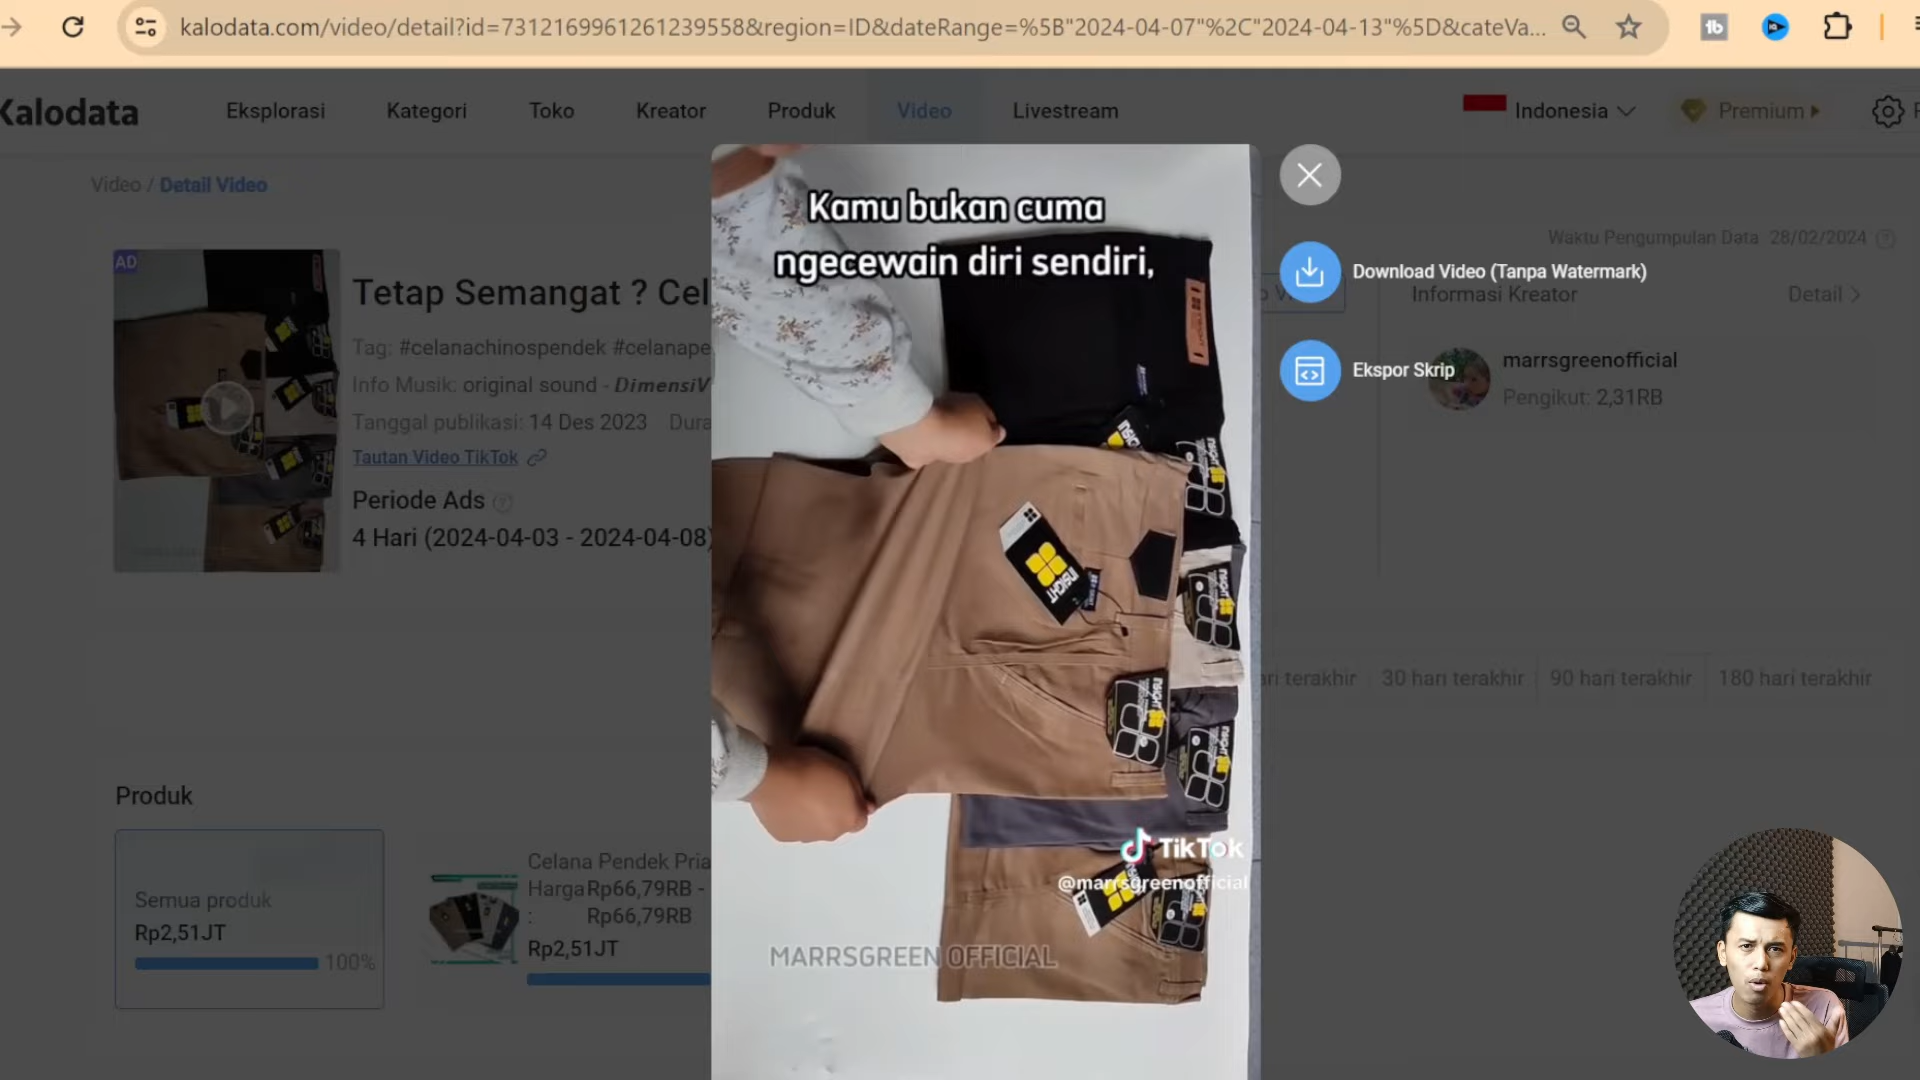 kalodata.com/video/detail?id=7312169961261239558&region=ID&dateRange=%5B"2024-04-07"%2C"2024-04-13"%5D&cateVa...
Kalodata
Eksplorasi
Kategori
Toko
Kreator
Produk
Video
Livestream
Indonesia
Premium
Video / Detail Video
Waktu Pengumpulan Data 28/02/2024
AD
Tetap Semangat ? Cel
Tag: #celanachinospendek #celanape
Info Musik: original sound - DimensiV
Tanggal publikasi: 14 Des 2023 Dura
Tautan Video TikTok
Periode Ads
4 Hari (2024-04-03 - 2024-04-08)
Kamu bukan cuma
ngecewain diri sendiri,
INSIGHT
TikTok
@marrsgreenofficial
MARRSGREEN OFFICIAL
Download Video (Tanpa Watermark)
Ekspor Skrip
Informasi Kreator
Detail
marrsgreenofficial
Pengikut: 2,31RB
ari terakhir
30 hari terakhir
90 hari terakhir
180 hari terakhir
Produk
Semua produk
Rp2,51JT
100%
Celana Pendek Pria
Harga Rp66,79RB -
: Rp66,79RB
Rp2,51JT